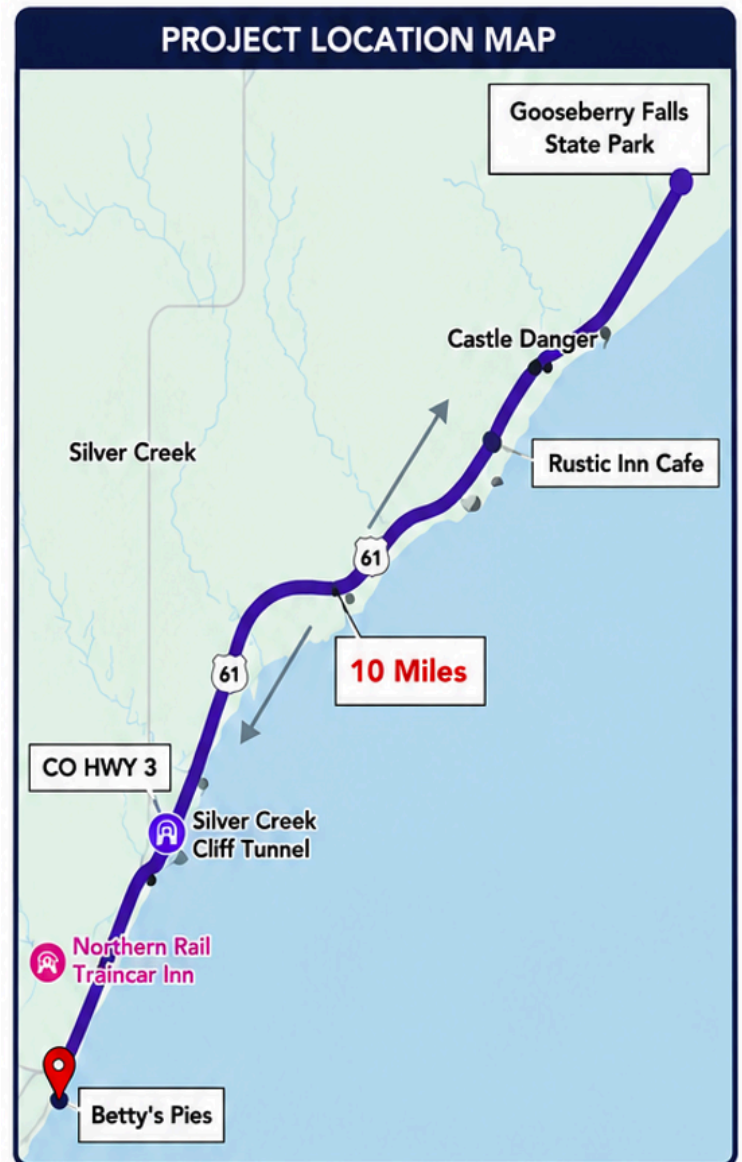 PROJECT LOCATION MAP
Gooseberry Falls
State Park
Castle Danger
Silver Creek
Rustic Inn Cafe
61
10 Miles
61
CO HWY 3
Silver Creek
Cliff Tunnel
Northern Rail
Traincar Inn
Betty's Pies